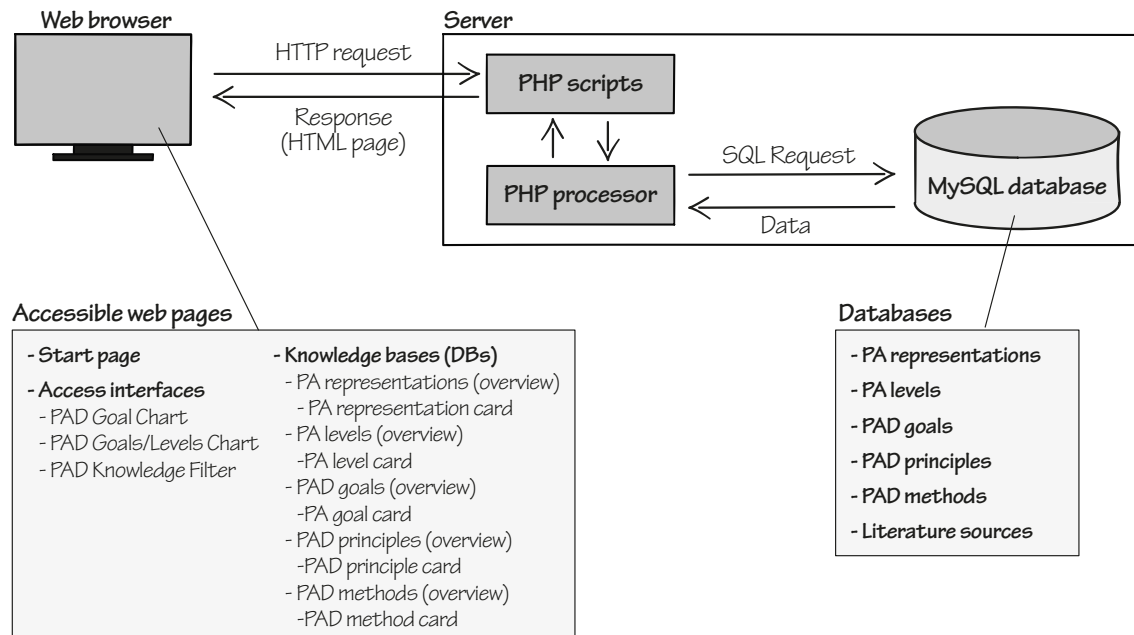 Web browser
Server
HTTP request
Response
(HTML page)
PHP scripts
PHP processor
SQL Request
Data
MySQL database
Accessible web pages
- Start page
- Access interfaces
- PAD Goal Chart
- PAD Goals/Levels Chart
- PAD Knowledge Filter
- Knowledge bases (DBs)
- PA representations (overview)
- PA representation card
- PA levels (overview)
-PA level card
- PAD goals (overview)
-PA goal card
- PAD principles (overview)
-PAD principle card
- PAD methods (overview)
-PAD method card
Databases
- PA representations
- PA levels
- PAD goals
- PAD principles
- PAD methods
- Literature sources